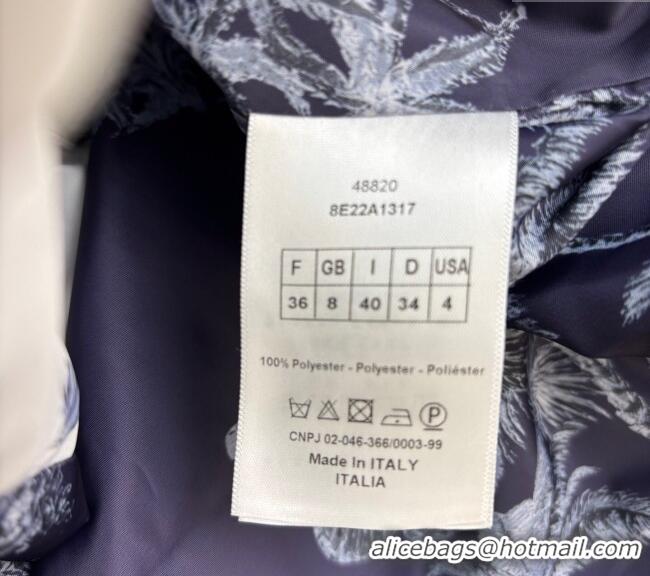 48820
8E22A1317
F GB I D USA
36 8 40 34 4
100% Polyester - Polyester - Poliéster
P
CNPJ 02-046-366/0003-99
Made In ITALY
ITALIA
alicebags@hotmail.com